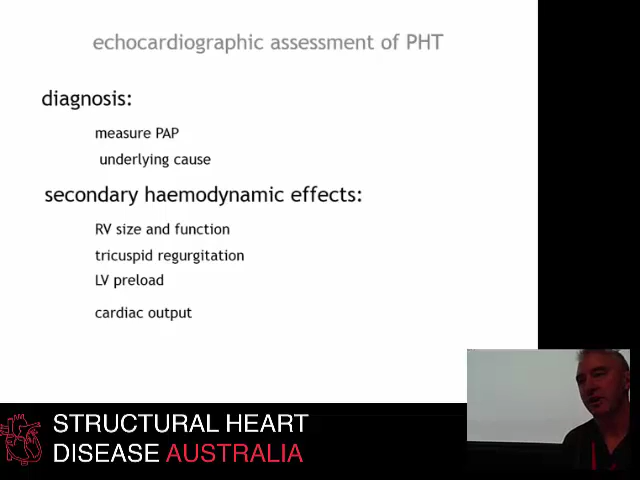 echocardiographic assessment of PHT
diagnosis:
measure PAP
underlying cause
secondary haemodynamic effects:
RV size and function
tricuspid regurgitation
LV preload
cardiac output
STRUCTURAL HEART
DISEASE AUSTRALIA